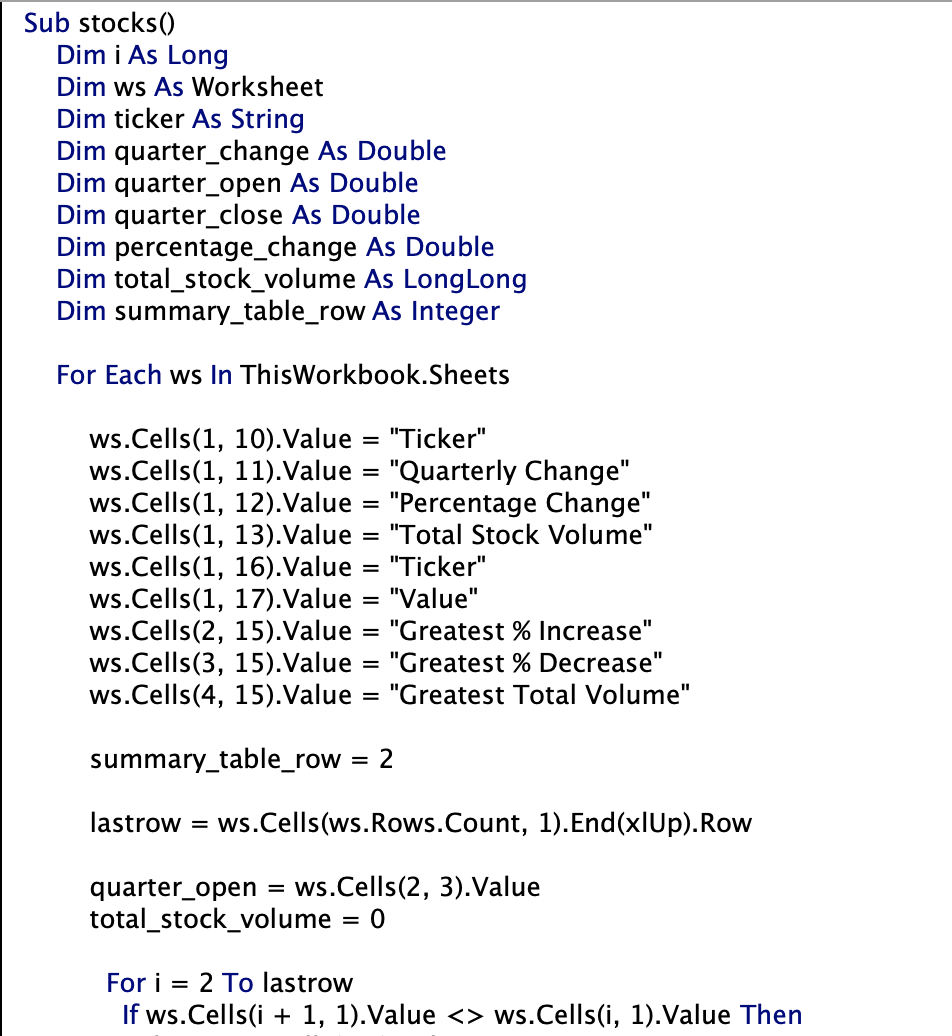 Sub stocks()
Dim i As Long
Dim ws As Worksheet
Dim ticker As String
Dim quarter_change As Double
Dim quarter_open As Double
Dim quarter_close As Double
Dim percentage_change As Double
Dim total_stock_volume As LongLong
Dim summary_table_row As Integer
For Each ws In ThisWorkbook.Sheets
ws.Cells(1, 10).Value = "Ticker"
ws.Cells(1, 11).Value = "Quarterly Change"
ws.Cells(1, 12).Value = "Percentage Change"
ws.Cells(1, 13).Value = "Total Stock Volume"
ws.Cells(1, 16).Value = "Ticker"
ws.Cells(1, 17).Value = "Value"
ws.Cells(2, 15).Value = "Greatest % Increase"
ws.Cells(3, 15).Value = "Greatest % Decrease"
ws.Cells(4, 15).Value = "Greatest Total Volume"
summary_table_row = 2
lastrow = ws.Cells(ws.Rows.Count, 1).End(xlUp).Row
quarter_open = ws.Cells(2, 3).Value
total_stock_volume = 0
For i = 2 To lastrow
If ws.Cells(i + 1, 1).Value <> ws.Cells(i, 1).Value Then